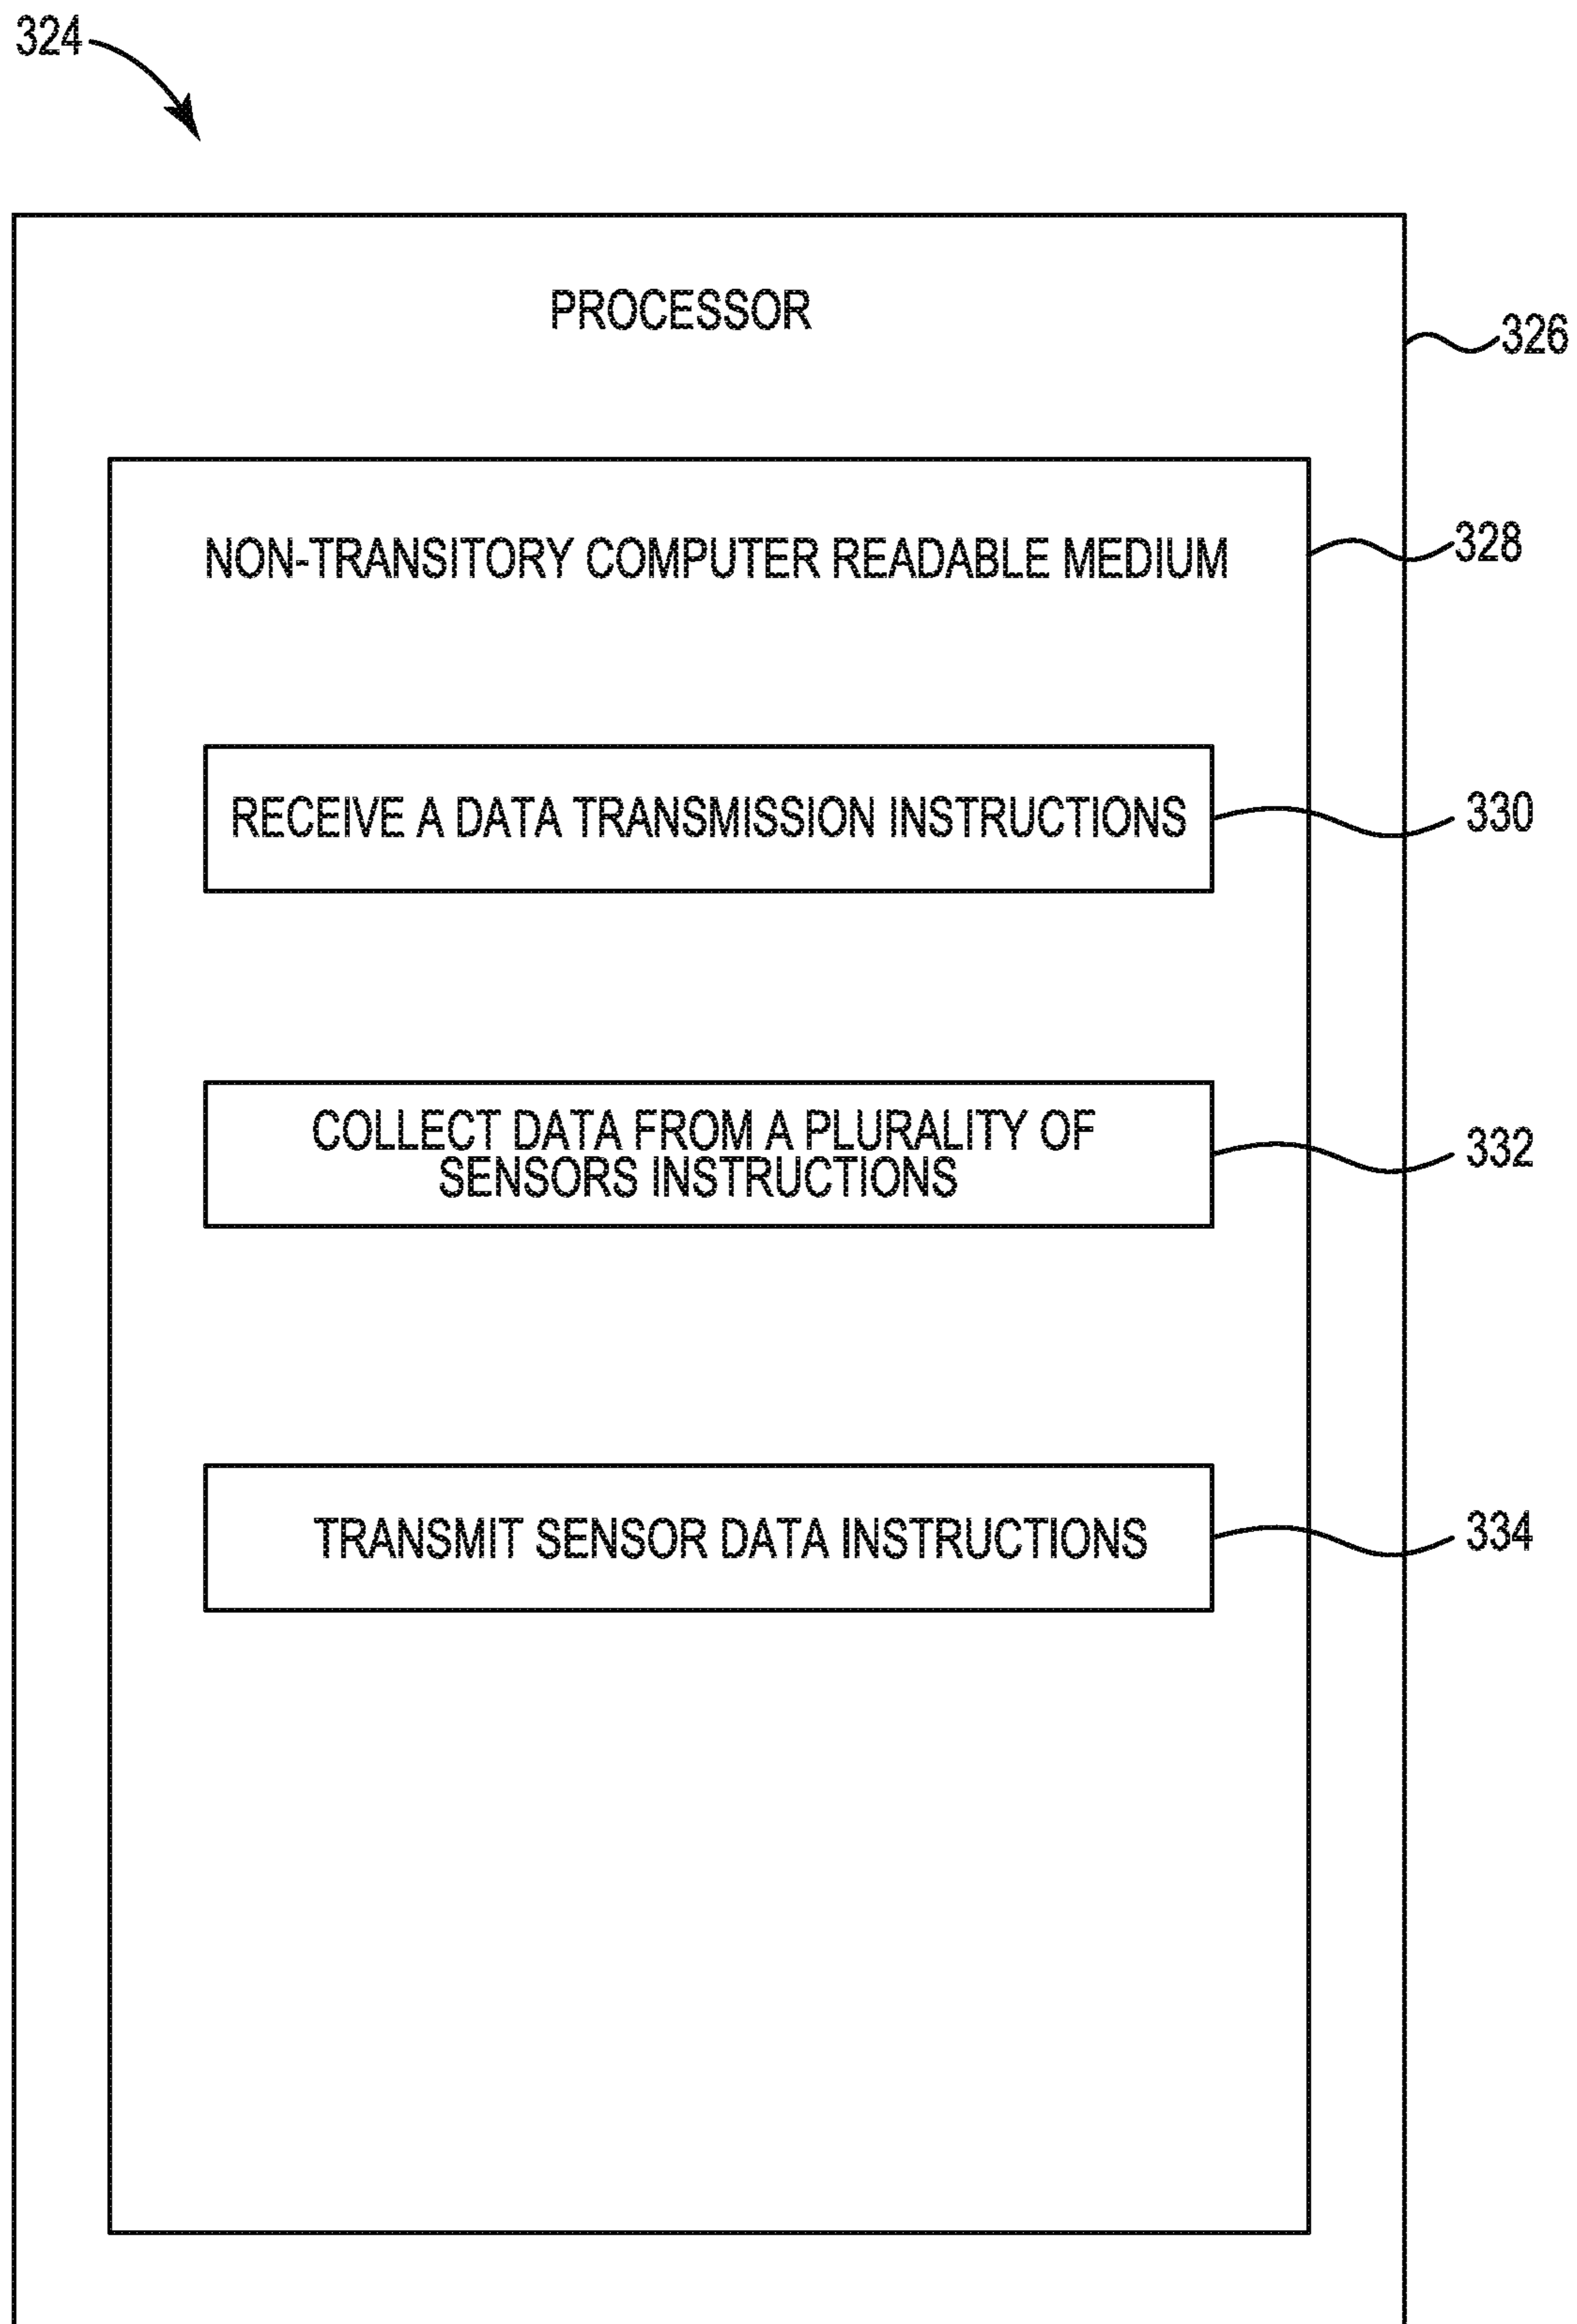 324
PROCESSOR
326
NON-TRANSITORY COMPUTER READABLE MEDIUM
328
RECEIVE A DATA TRANSMISSION INSTRUCTIONS
330
COLLECT DATA FROM A PLURALITY OF
SENSORS INSTRUCTIONS
332
TRANSMIT SENSOR DATA INSTRUCTIONS
334